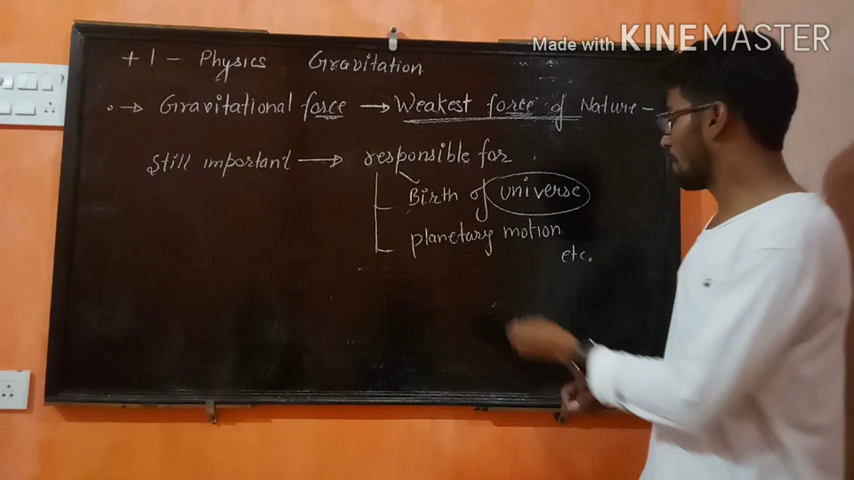 Made with KINEMASTER
+1 - Physics Gravitation
→ Gravitational force → Weakest force of Nature -
Still important → responsible for
Birth of universe
planetary motion
etc.